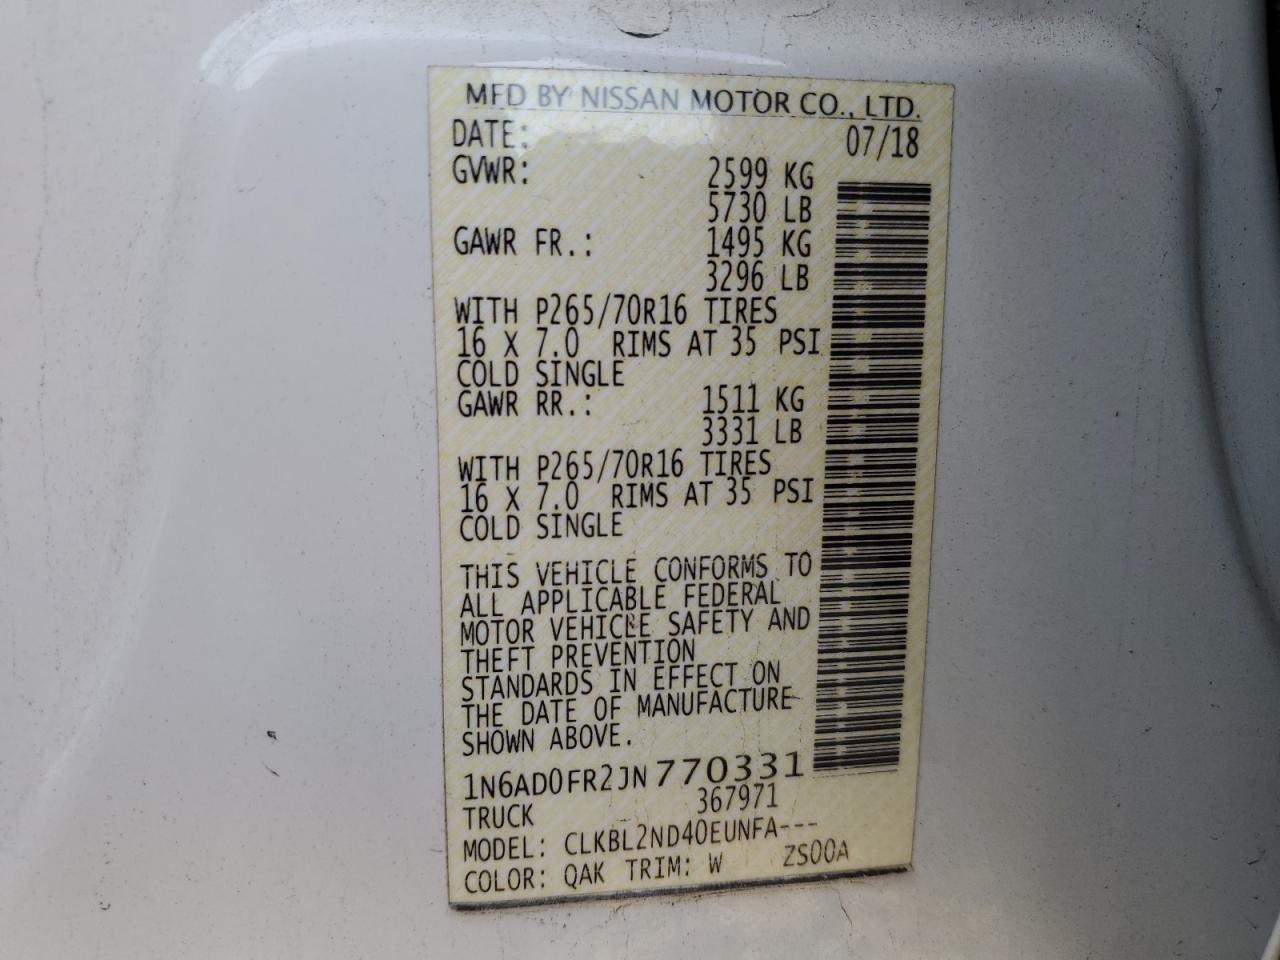 MFD BY NISSAN MOTOR CO., LTD.
DATE: 07/18
GVWR: 2599 KG
5730 LB
GAWR FR.: 1495 KG
3296 LB
WITH P265/70R16 TIRES
16 X 7.0 RIMS AT 35 PSI
COLD SINGLE
GAWR RR.: 1511 KG
3331 LB
WITH P265/70R16 TIRES
16 X 7.0 RIMS AT 35 PSI
COLD SINGLE
THIS VEHICLE CONFORMS TO
ALL APPLICABLE FEDERAL
MOTOR VEHICLE SAFETY AND
THEFT PREVENTION
STANDARDS IN EFFECT ON
THE DATE OF MANUFACTURE
SHOWN ABOVE.
1N6AD0FR2JN770331
TRUCK 367971
MODEL: CLKBL2ND40EUNFA---
COLOR: QAK TRIM: W ZS00A